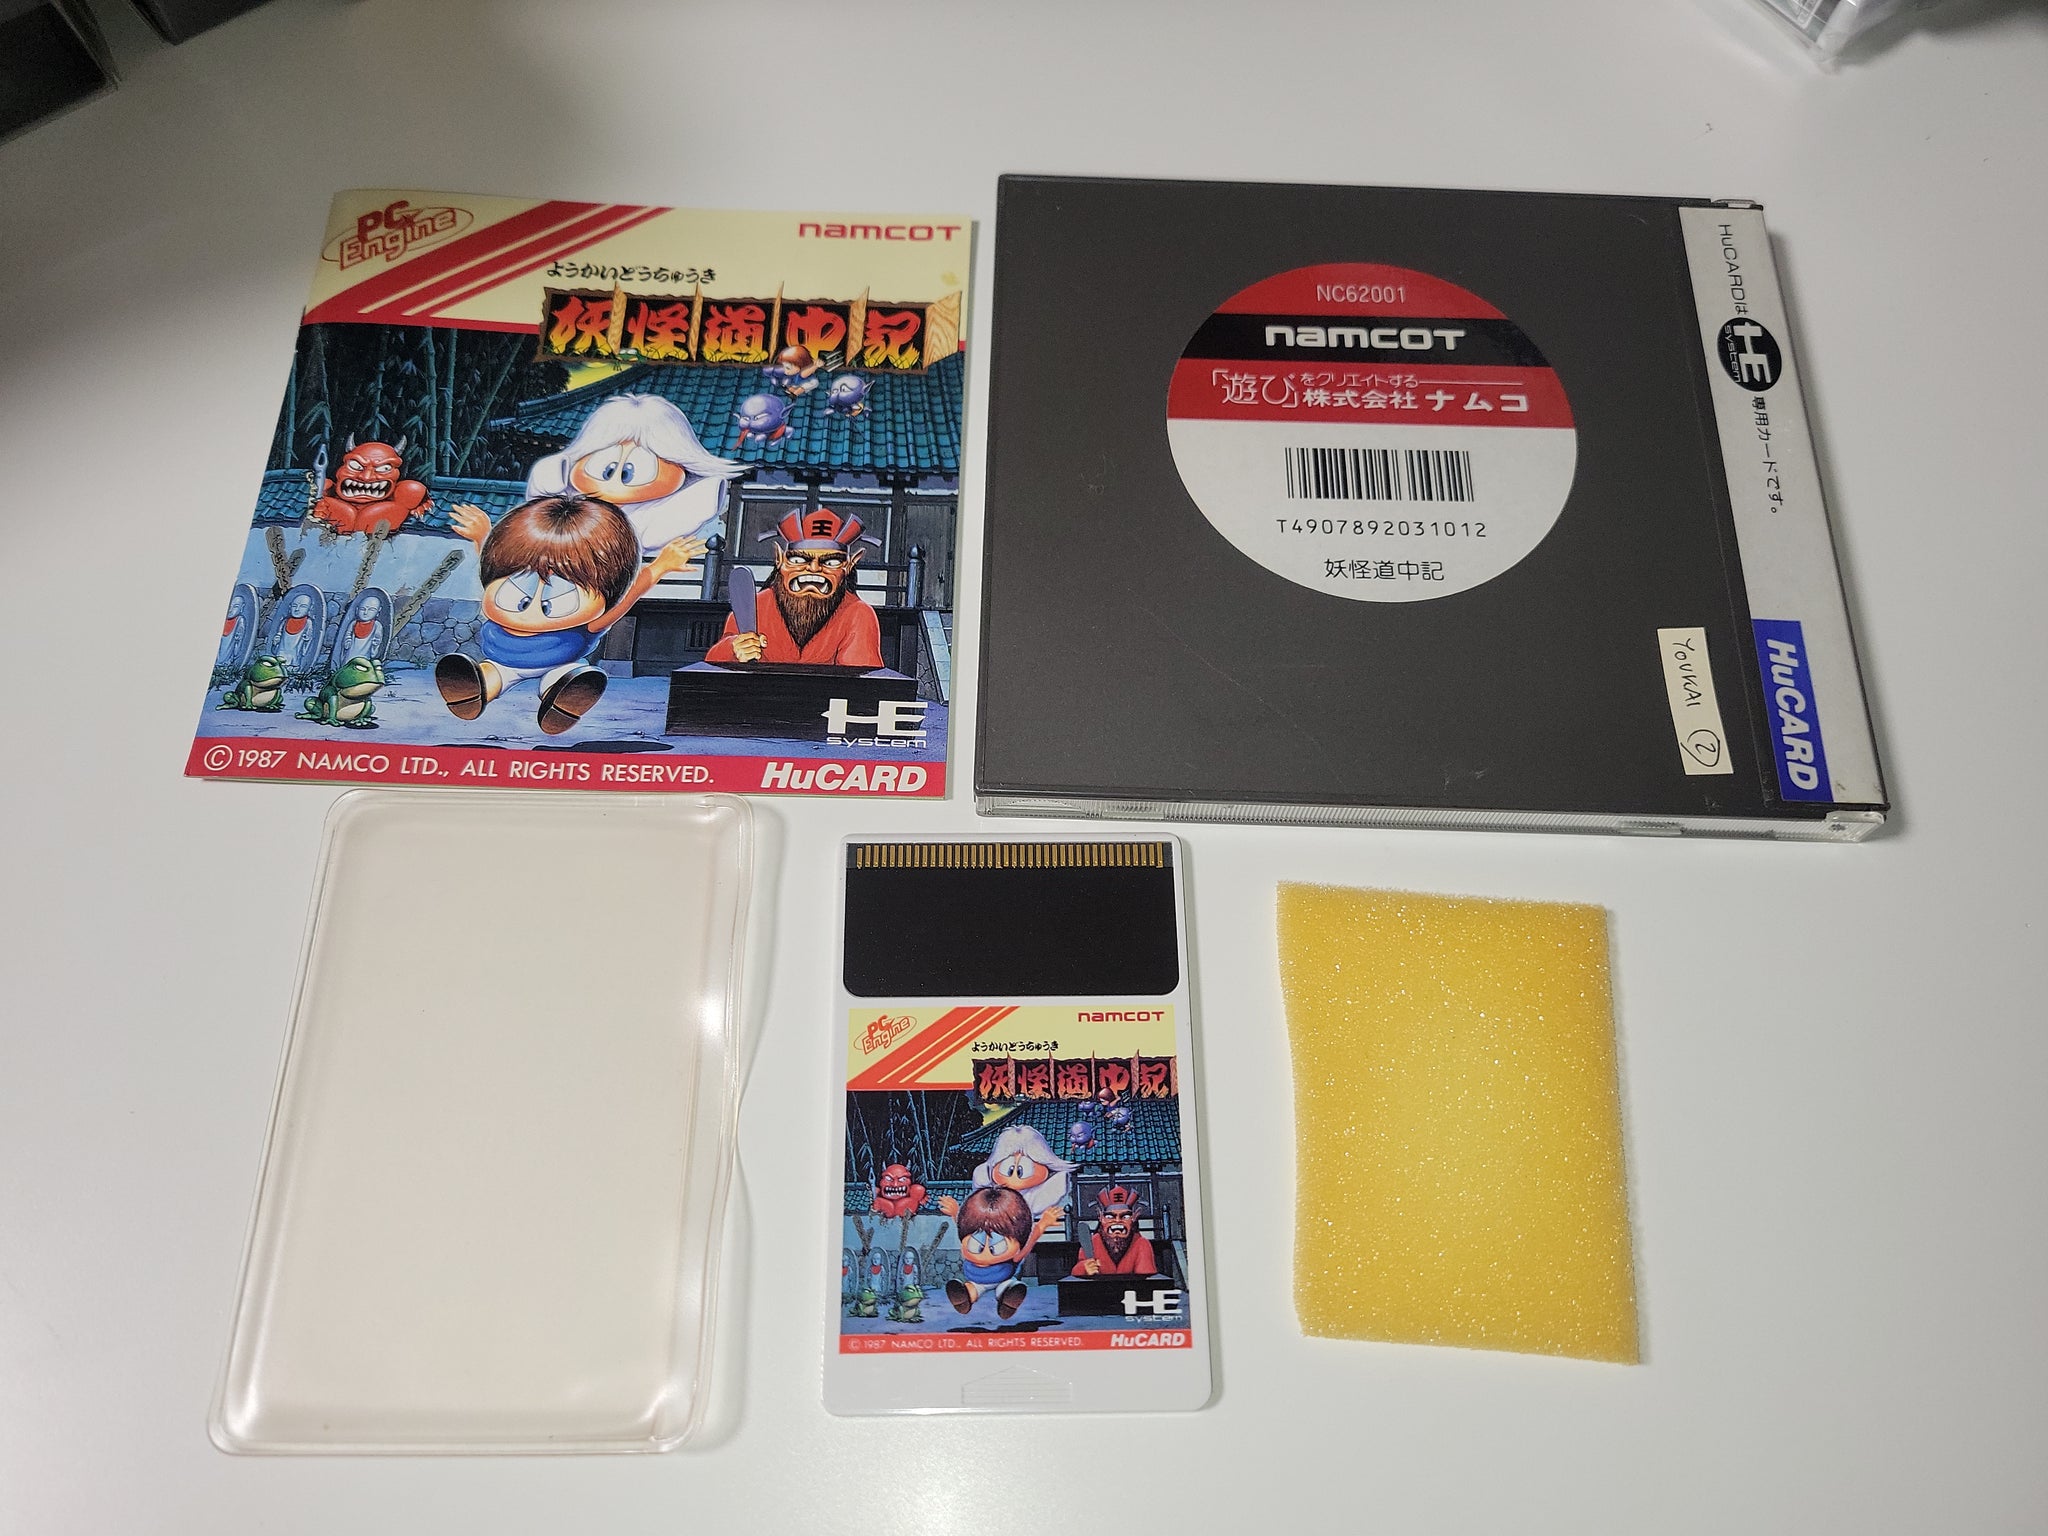 PC Engine
namcot
ようかいどうちゅうき
妖怪道中記
王
HE system
© 1987 NAMCO LTD., ALL RIGHTS RESERVED.
HuCARD
NC62001
namcot
「遊び」をクリエイトする
株式会社ナムコ
T4907892031012
妖怪道中記
HuCARDは HE system 専用カードです。
HuCARD
YOUKAI 2
PC Engine
namcot
ようかいどうちゅうき
妖怪道中記
王
HE system
© 1987 NAMCO LTD., ALL RIGHTS RESERVED.
HuCARD